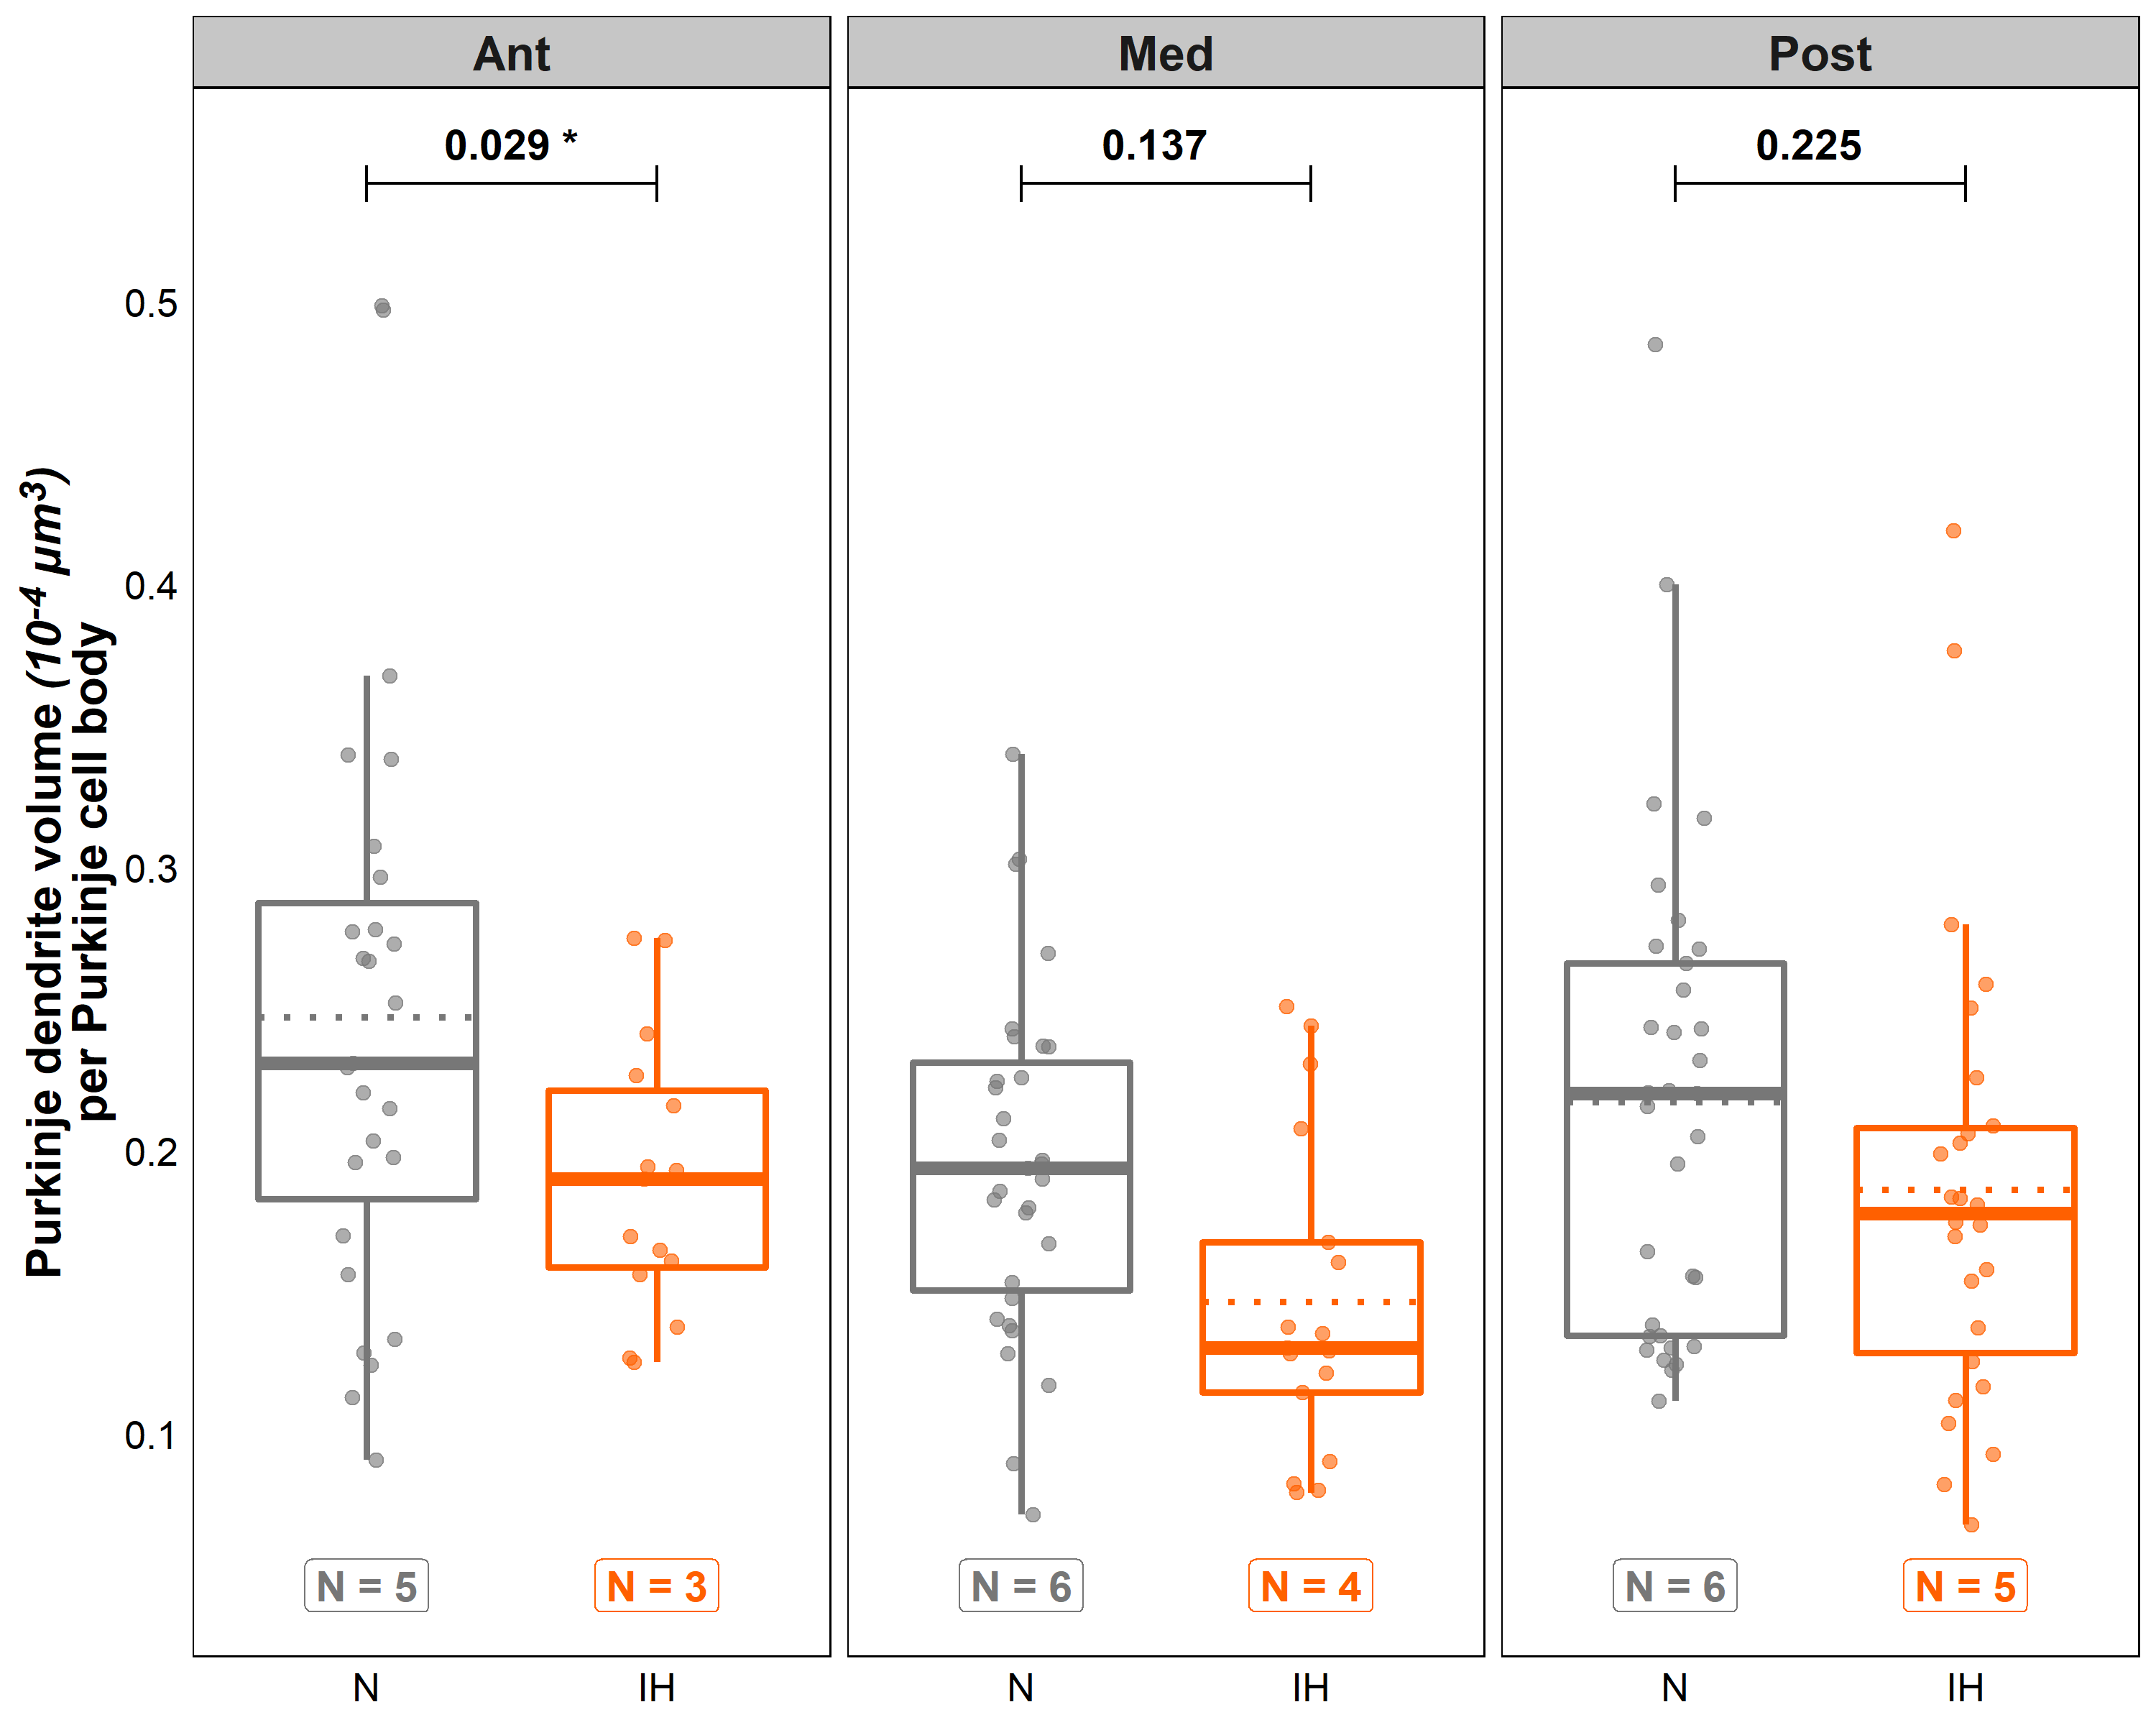 Ant
Med
Post
0.029 *
0.137
0.225
Purkinje dendrite volume (10⁻⁴ µm³)
per Purkinje cell body
0.5
0.4
0.3
0.2
0.1
N = 5
N = 3
N = 6
N = 4
N = 6
N = 5
N
IH
N
IH
N
IH